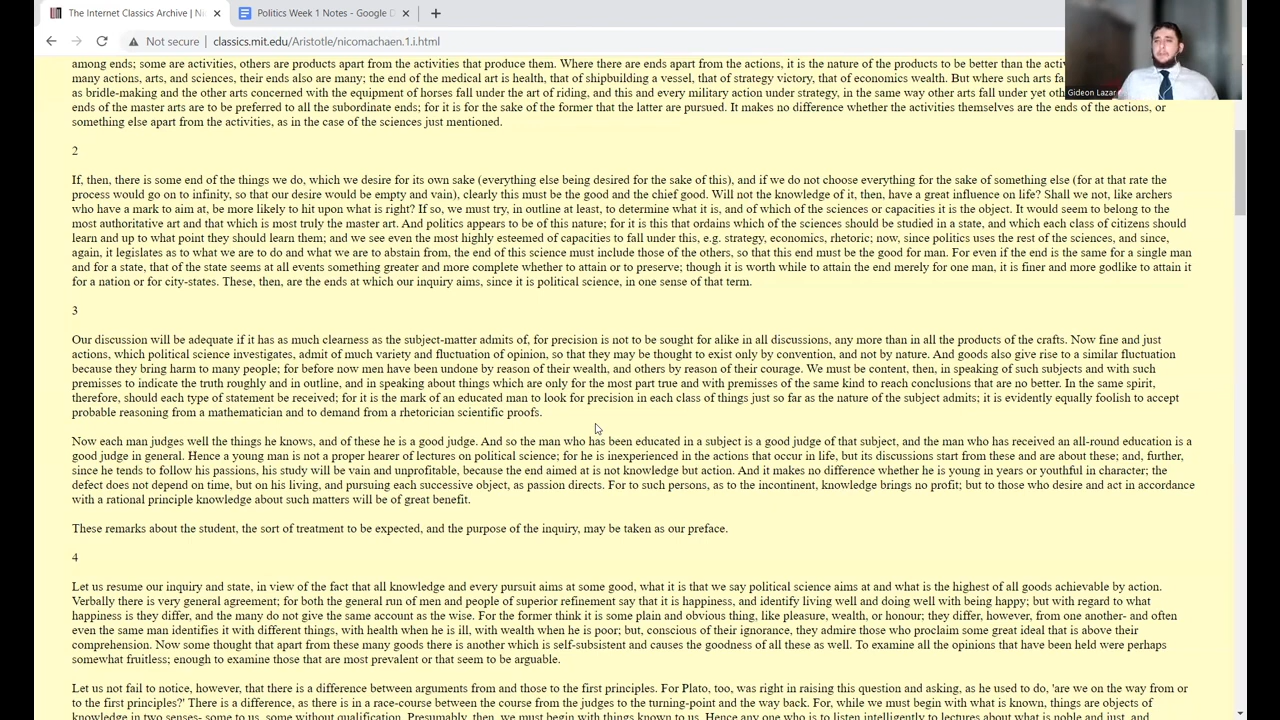 The Internet Classics Archive | Ni
Politics Week 1 Notes - Google D
Not secure
classics.mit.edu/Aristotle/nicomachaen.1.i.html
Gideon Lazar
among ends; some are activities, others are products apart from the activities that produce them. Where there are ends apart from the actions, it is the nature of the products to be better than the activ
many actions, arts, and sciences, their ends also are many; the end of the medical art is health, that of shipbuilding a vessel, that of strategy victory, that of economics wealth. But where such arts fa
as bridle-making and the other arts concerned with the equipment of horses fall under the art of riding, and this and every military action under strategy, in the same way other arts fall under yet oth
ends of the master arts are to be preferred to all the subordinate ends; for it is for the sake of the former that the latter are pursued. It makes no difference whether the activities themselves are the ends of the actions, or
something else apart from the activities, as in the case of the sciences just mentioned.
2
If, then, there is some end of the things we do, which we desire for its own sake (everything else being desired for the sake of this), and if we do not choose everything for the sake of something else (for at that rate the
process would go on to infinity, so that our desire would be empty and vain), clearly this must be the good and the chief good. Will not the knowledge of it, then, have a great influence on life? Shall we not, like archers
who have a mark to aim at, be more likely to hit upon what is right? If so, we must try, in outline at least, to determine what it is, and of which of the sciences or capacities it is the object. It would seem to belong to the
most authoritative art and that which is most truly the master art. And politics appears to be of this nature; for it is this that ordains which of the sciences should be studied in a state, and which each class of citizens should
learn and up to what point they should learn them; and we see even the most highly esteemed of capacities to fall under this, e.g. strategy, economics, rhetoric; now, since politics uses the rest of the sciences, and since,
again, it legislates as to what we are to do and what we are to abstain from, the end of this science must include those of the others, so that this end must be the good for man. For even if the end is the same for a single man
and for a state, that of the state seems at all events something greater and more complete whether to attain or to preserve; though it is worth while to attain the end merely for one man, it is finer and more godlike to attain it
for a nation or for city-states. These, then, are the ends at which our inquiry aims, since it is political science, in one sense of that term.
3
Our discussion will be adequate if it has as much clearness as the subject-matter admits of, for precision is not to be sought for alike in all discussions, any more than in all the products of the crafts. Now fine and just
actions, which political science investigates, admit of much variety and fluctuation of opinion, so that they may be thought to exist only by convention, and not by nature. And goods also give rise to a similar fluctuation
because they bring harm to many people; for before now men have been undone by reason of their wealth, and others by reason of their courage. We must be content, then, in speaking of such subjects and with such
premisses to indicate the truth roughly and in outline, and in speaking about things which are only for the most part true and with premisses of the same kind to reach conclusions that are no better. In the same spirit,
therefore, should each type of statement be received; for it is the mark of an educated man to look for precision in each class of things just so far as the nature of the subject admits; it is evidently equally foolish to accept
probable reasoning from a mathematician and to demand from a rhetorician scientific proofs.
Now each man judges well the things he knows, and of these he is a good judge. And so the man who has been educated in a subject is a good judge of that subject, and the man who has received an all-round education is a
good judge in general. Hence a young man is not a proper hearer of lectures on political science; for he is inexperienced in the actions that occur in life, but its discussions start from these and are about these; and, further,
since he tends to follow his passions, his study will be vain and unprofitable, because the end aimed at is not knowledge but action. And it makes no difference whether he is young in years or youthful in character; the
defect does not depend on time, but on his living, and pursuing each successive object, as passion directs. For to such persons, as to the incontinent, knowledge brings no profit; but to those who desire and act in accordance
with a rational principle knowledge about such matters will be of great benefit.
These remarks about the student, the sort of treatment to be expected, and the purpose of the inquiry, may be taken as our preface.
4
Let us resume our inquiry and state, in view of the fact that all knowledge and every pursuit aims at some good, what it is that we say political science aims at and what is the highest of all goods achievable by action.
Verbally there is very general agreement; for both the general run of men and people of superior refinement say that it is happiness, and identify living well and doing well with being happy; but with regard to what
happiness is they differ, and the many do not give the same account as the wise. For the former think it is some plain and obvious thing, like pleasure, wealth, or honour; they differ, however, from one another- and often
even the same man identifies it with different things, with health when he is ill, with wealth when he is poor; but, conscious of their ignorance, they admire those who proclaim some great ideal that is above their
comprehension. Now some thought that apart from these many goods there is another which is self-subsistent and causes the goodness of all these as well. To examine all the opinions that have been held were perhaps
somewhat fruitless; enough to examine those that are most prevalent or that seem to be arguable.
Let us not fail to notice, however, that there is a difference between arguments from and those to the first principles. For Plato, too, was right in raising this question and asking, as he used to do, 'are we on the way from or
to the first principles?' There is a difference, as there is in a race-course between the course from the judges to the turning-point and the way back. For, while we must begin with what is known, things are objects of
knowledge in two senses- some to us, some without qualification. Presumably, then, we must begin with things known to us. Hence any one who is to listen intelligently to lectures about what is noble and just, and